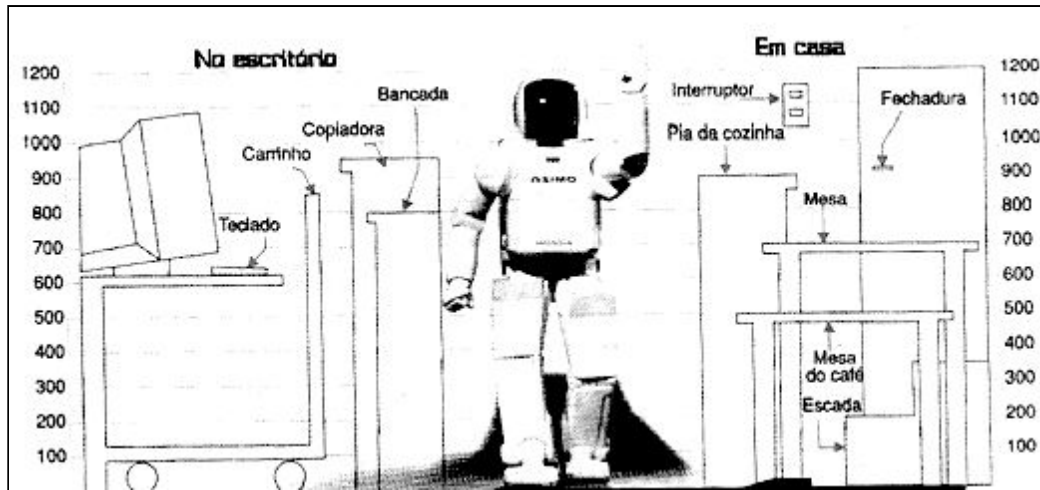 No escritório
Em casa
1200
1100
1000
900
800
700
600
500
400
300
200
100
Bancada
Copiadora
Carrinho
Teclado
ASIMO
HONDA
Interruptor
Fechadura
Pia da cozinha
Mesa
Mesa
do café
Escada
1200
1100
1000
900
800
700
600
500
400
300
200
100